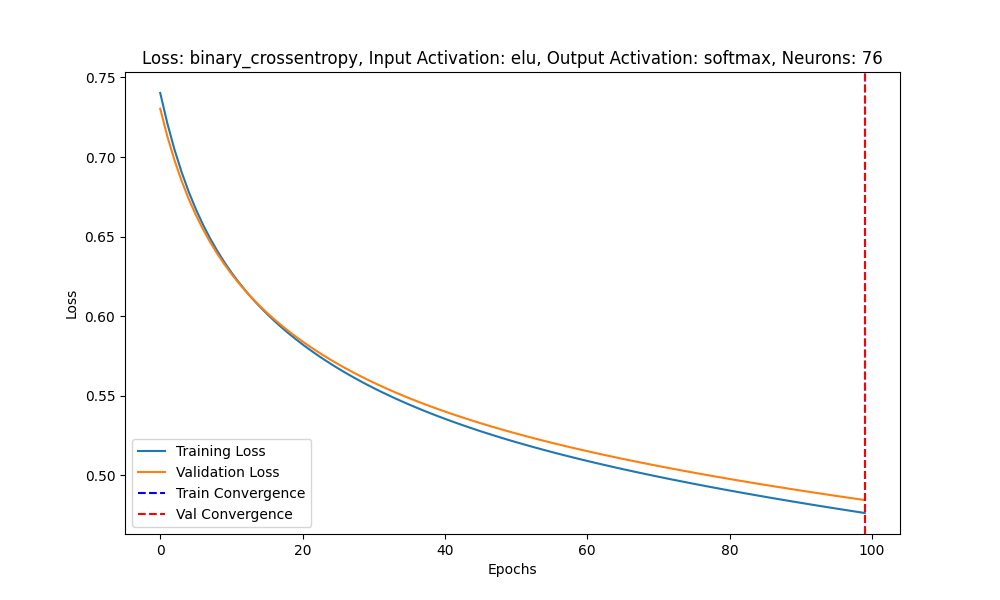 Loss: binary_crossentropy, Input Activation: elu, Output Activation: softmax, Neurons: 76
0.75
0.70
0.65
0.60
0.55
0.50
Loss
Training Loss
Validation Loss
Train Convergence
Val Convergence
0 20 40 60 80 100
Epochs